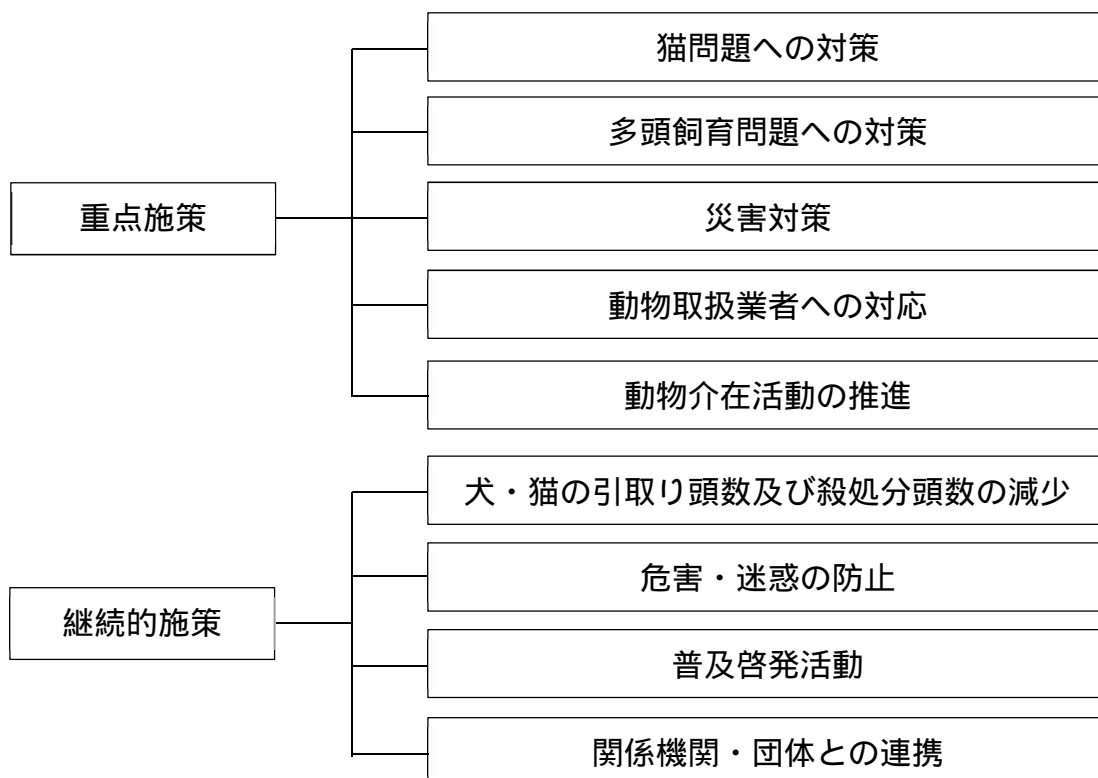 重点施策
猫問題への対策
多頭飼育問題への対策
災害対策
動物取扱業者への対応
動物介在活動の推進
継続的施策
犬・猫の引取り頭数及び殺処分頭数の減少
危害・迷惑の防止
普及啓発活動
関係機関・団体との連携